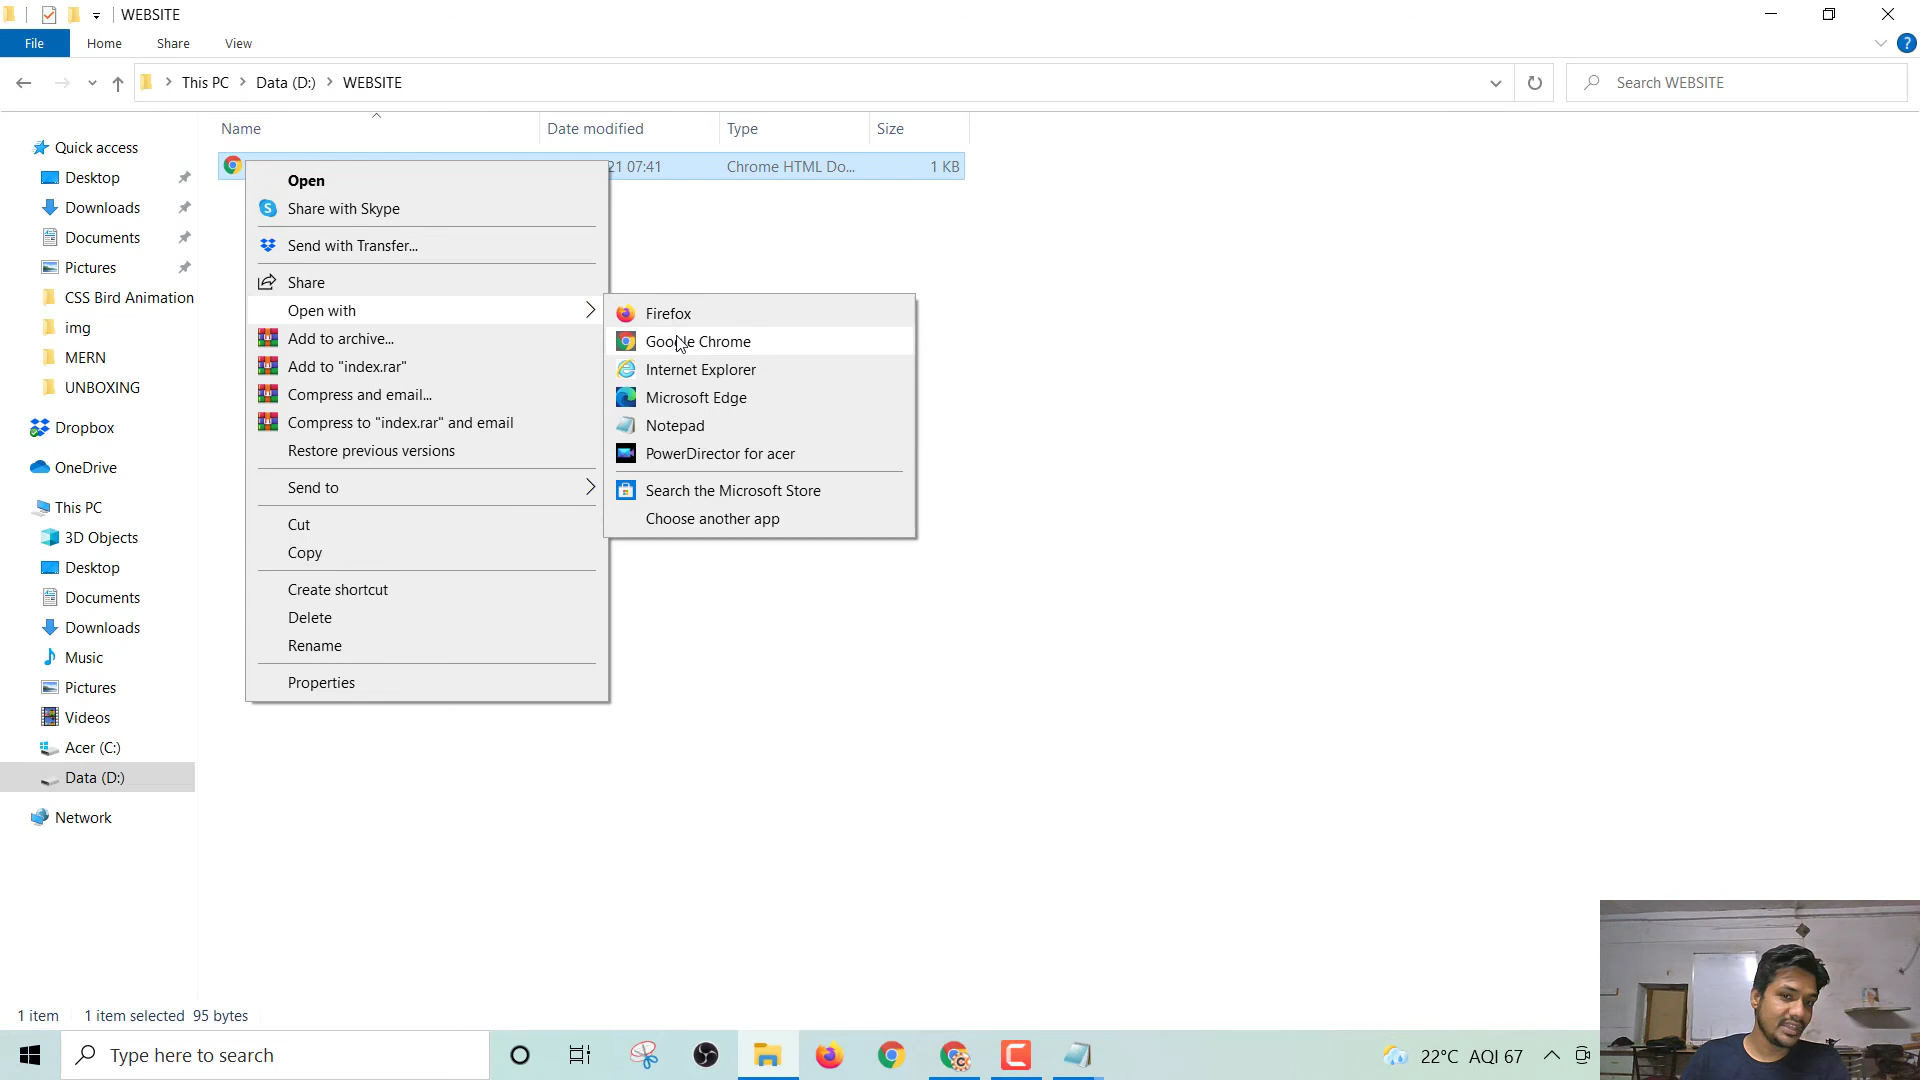 WEBSITE
File Home Share View
This PC Data (D:) WEBSITE Search WEBSITE
Name Date modified Type Size
21 07:41 Chrome HTML Do... 1 KB
Quick access
Desktop
Downloads
Documents
Pictures
CSS Bird Animation
img
MERN
UNBOXING
Dropbox
OneDrive
This PC
3D Objects
Desktop
Documents
Downloads
Music
Pictures
Videos
Acer (C:)
Data (D:)
Network
Open
Share with Skype
Send with Transfer...
Share
Open with
Add to archive...
Add to "index.rar"
Compress and email...
Compress to "index.rar" and email
Restore previous versions
Send to
Cut
Copy
Create shortcut
Delete
Rename
Properties
Firefox
Google Chrome
Internet Explorer
Microsoft Edge
Notepad
PowerDirector for acer
Search the Microsoft Store
Choose another app
1 item 1 item selected 95 bytes
Type here to search 22°C AQI 67